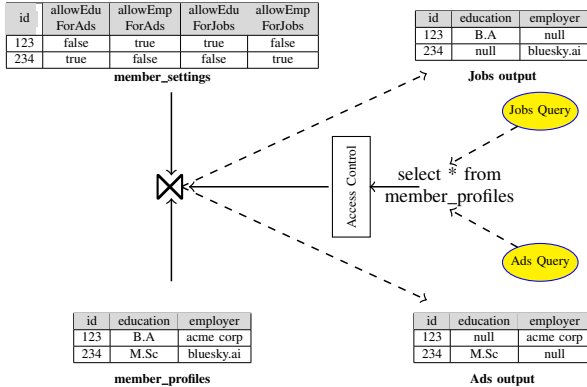 id allowEdu ForAds allowEmp ForAds allowEdu ForJobs allowEmp ForJobs
123 false true true false
234 true false false true
member_settings
id education employer
123 B.A null
234 null bluesky.ai
Jobs output
Jobs Query
Access Control
select * from
member_profiles
Ads Query
id education employer
123 B.A acme corp
234 M.Sc bluesky.ai
member_profiles
id education employer
123 null acme corp
234 M.Sc null
Ads output